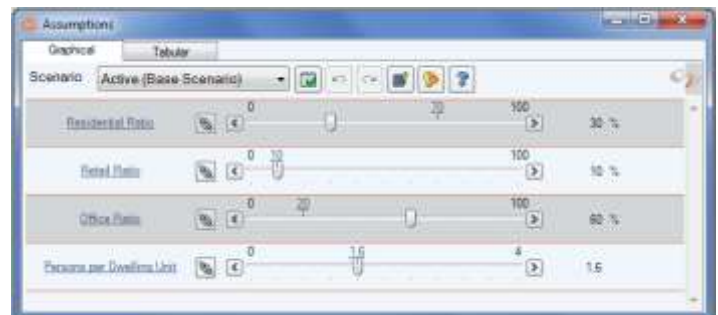 Assumptions
Graphical Tabular
Scenario Active (Base Scenario)
Residential Ratio 0 70 100 30 %
Retail Ratio 0 10 100 10 %
Office Ratio 0 20 100 60 %
Persons per Dwelling Unit 0 1.6 4 1.6